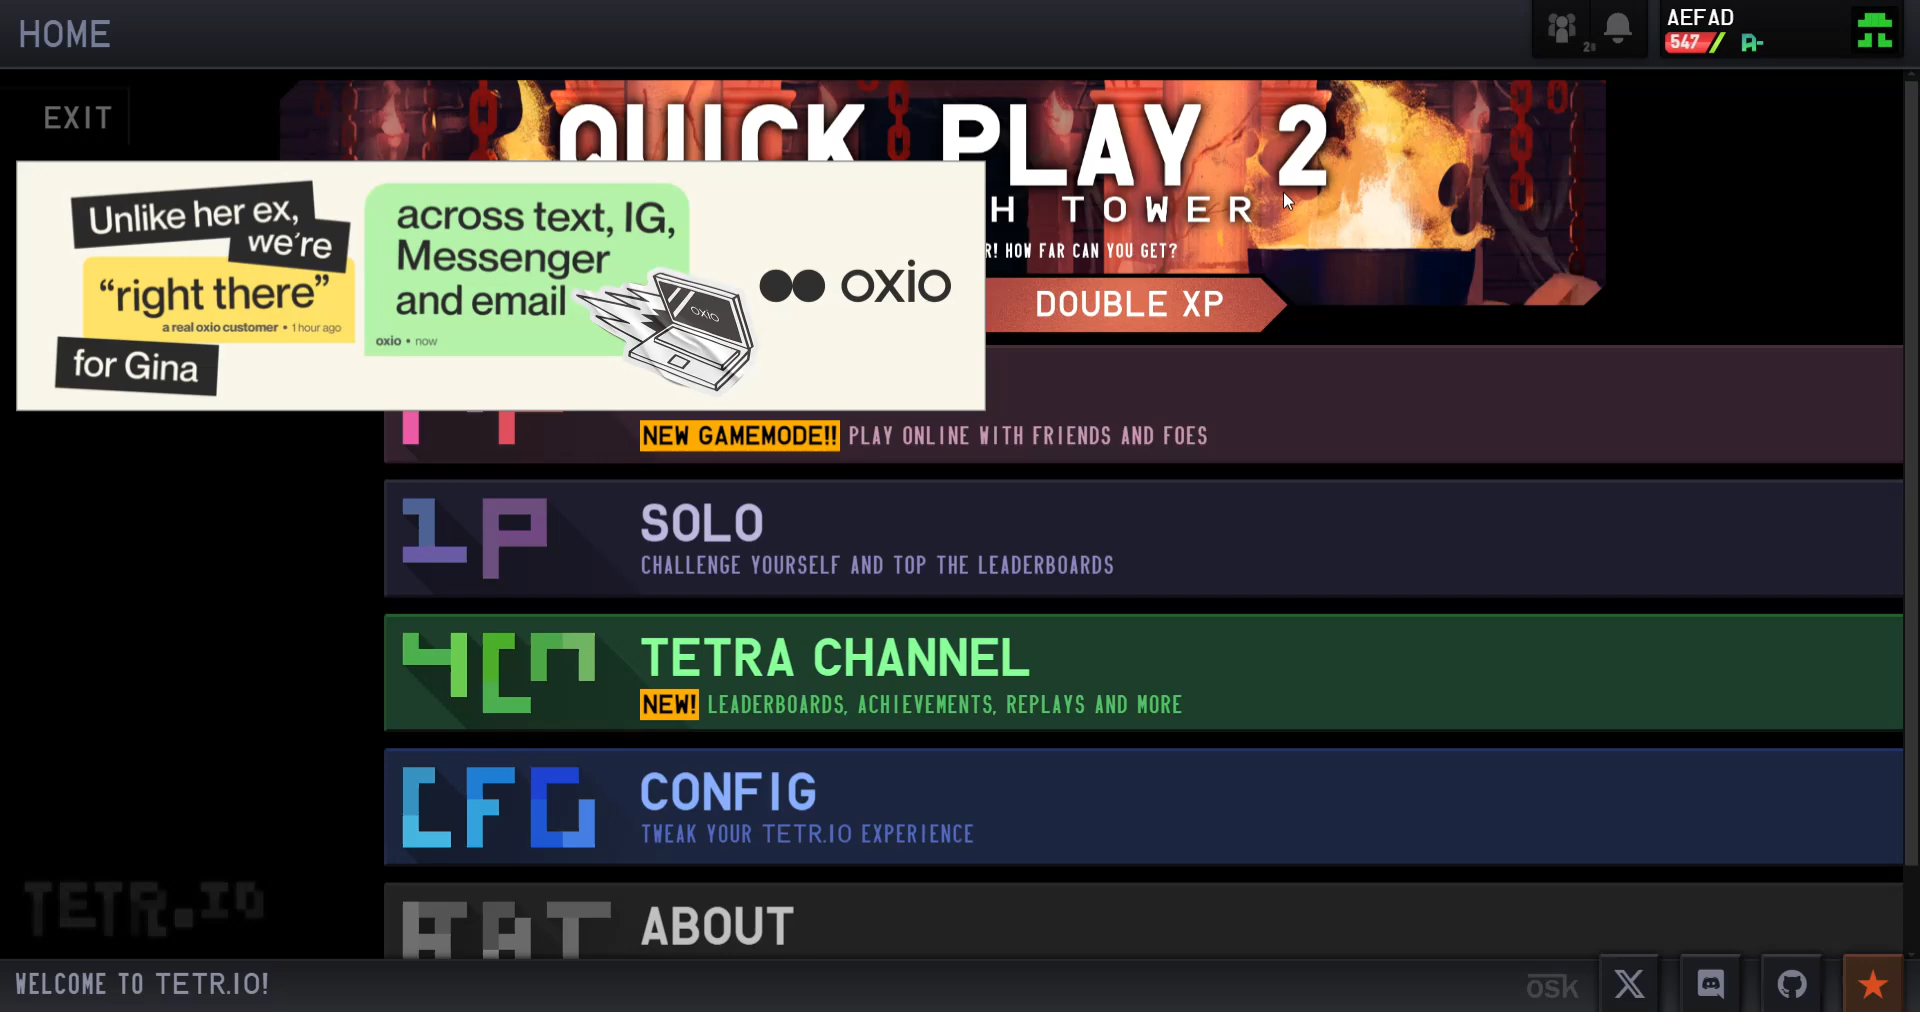 HOME
AEFAD
547 A-
EXIT
QUICK PLAY 2
H TOWER
R! HOW FAR CAN YOU GET?
DOUBLE XP
Unlike her ex,
we're
"right there"
a real oxio customer • 1 hour ago
for Gina
across text, IG,
Messenger
and email
oxio • now
oxio
oxio
NEW GAMEMODE!! PLAY ONLINE WITH FRIENDS AND FOES
1P
SOLO
CHALLENGE YOURSELF AND TOP THE LEADERBOARDS
TETRA CHANNEL
NEW! LEADERBOARDS, ACHIEVEMENTS, REPLAYS AND MORE
CFG
CONFIG
TWEAK YOUR TETR.IO EXPERIENCE
ABOUT
TETR.IO
WELCOME TO TETR.IO!
osk